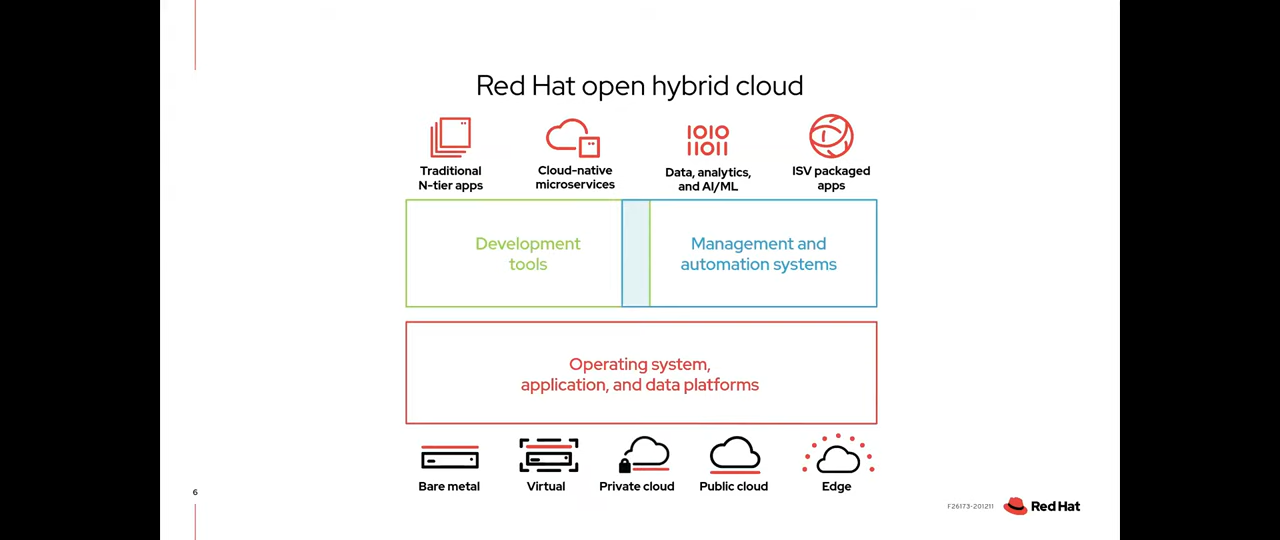 Red Hat open hybrid cloud
1010
11011
Traditional
N-tier apps
Cloud-native
microservices
Data, analytics,
and AI/ML
ISV packaged
apps
Development
tools
Management and
automation systems
Operating system,
application, and data platforms
Bare metal
Virtual
Private cloud
Public cloud
Edge
6
F26173-201211
Red Hat